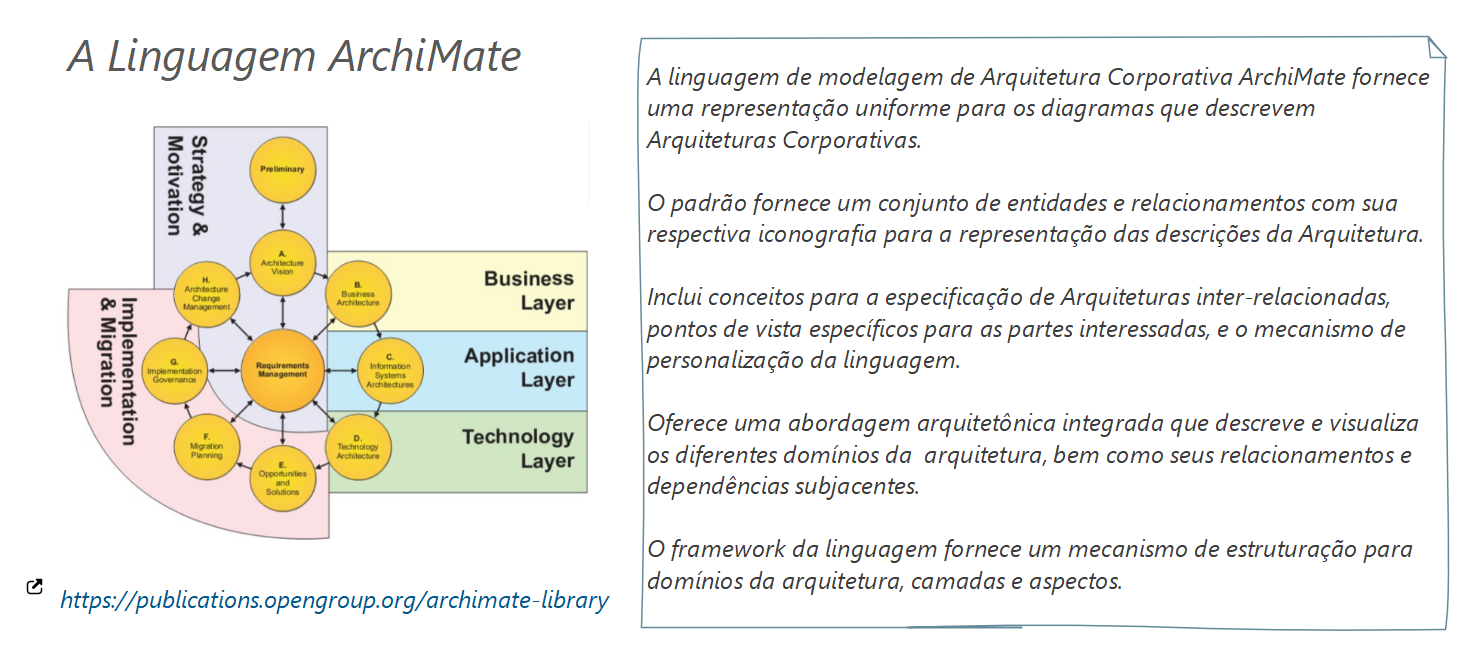 A Linguagem ArchiMate
Strategy &
Motivation
Preliminary
A.
Architecture
Vision
H.
Architecture
Change
Management
B.
Business
Architecture
Business
Layer
Implementation
& Migration
G.
Implementation
Governance
Requirements
Management
C.
Information
Systems
Architectures
Application
Layer
F.
Migration
Planning
D.
Technology
Architecture
Technology
Layer
E.
Opportunities
and
Solutions
https://publications.opengroup.org/archimate-library
A linguagem de modelagem de Arquitetura Corporativa ArchiMate fornece
uma representação uniforme para os diagramas que descrevem
Arquiteturas Corporativas.
O padrão fornece um conjunto de entidades e relacionamentos com sua
respectiva iconografia para a representação das descrições da Arquitetura.
Inclui conceitos para a especificação de Arquiteturas inter-relacionadas,
pontos de vista específicos para as partes interessadas, e o mecanismo de
personalização da linguagem.
Oferece uma abordagem arquitetônica integrada que descreve e visualiza
os diferentes domínios da  arquitetura, bem como seus relacionamentos e
dependências subjacentes.
O framework da linguagem fornece um mecanismo de estruturação para
domínios da arquitetura, camadas e aspectos.